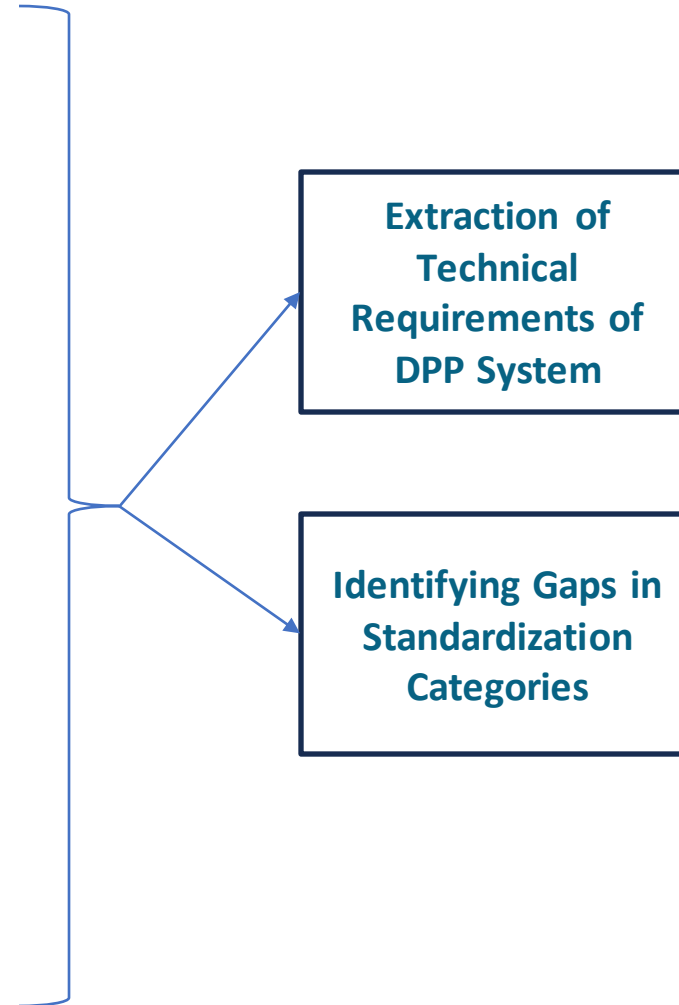 Extraction of
Technical
Requirements of
DPP System
Identifying Gaps in
Standardization
Categories